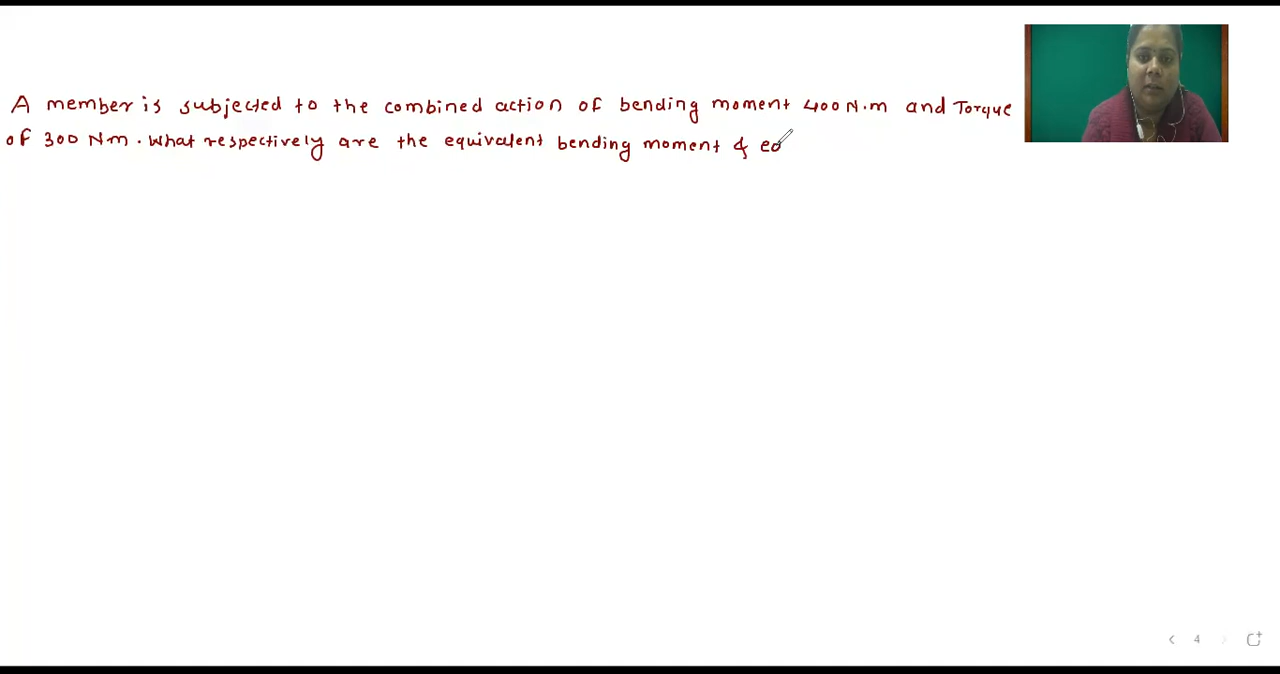 A member is subjected to the combined action of bending moment 400 N.m and Torque
of 300 Nm. What respectively are the equivalent bending moment &
4